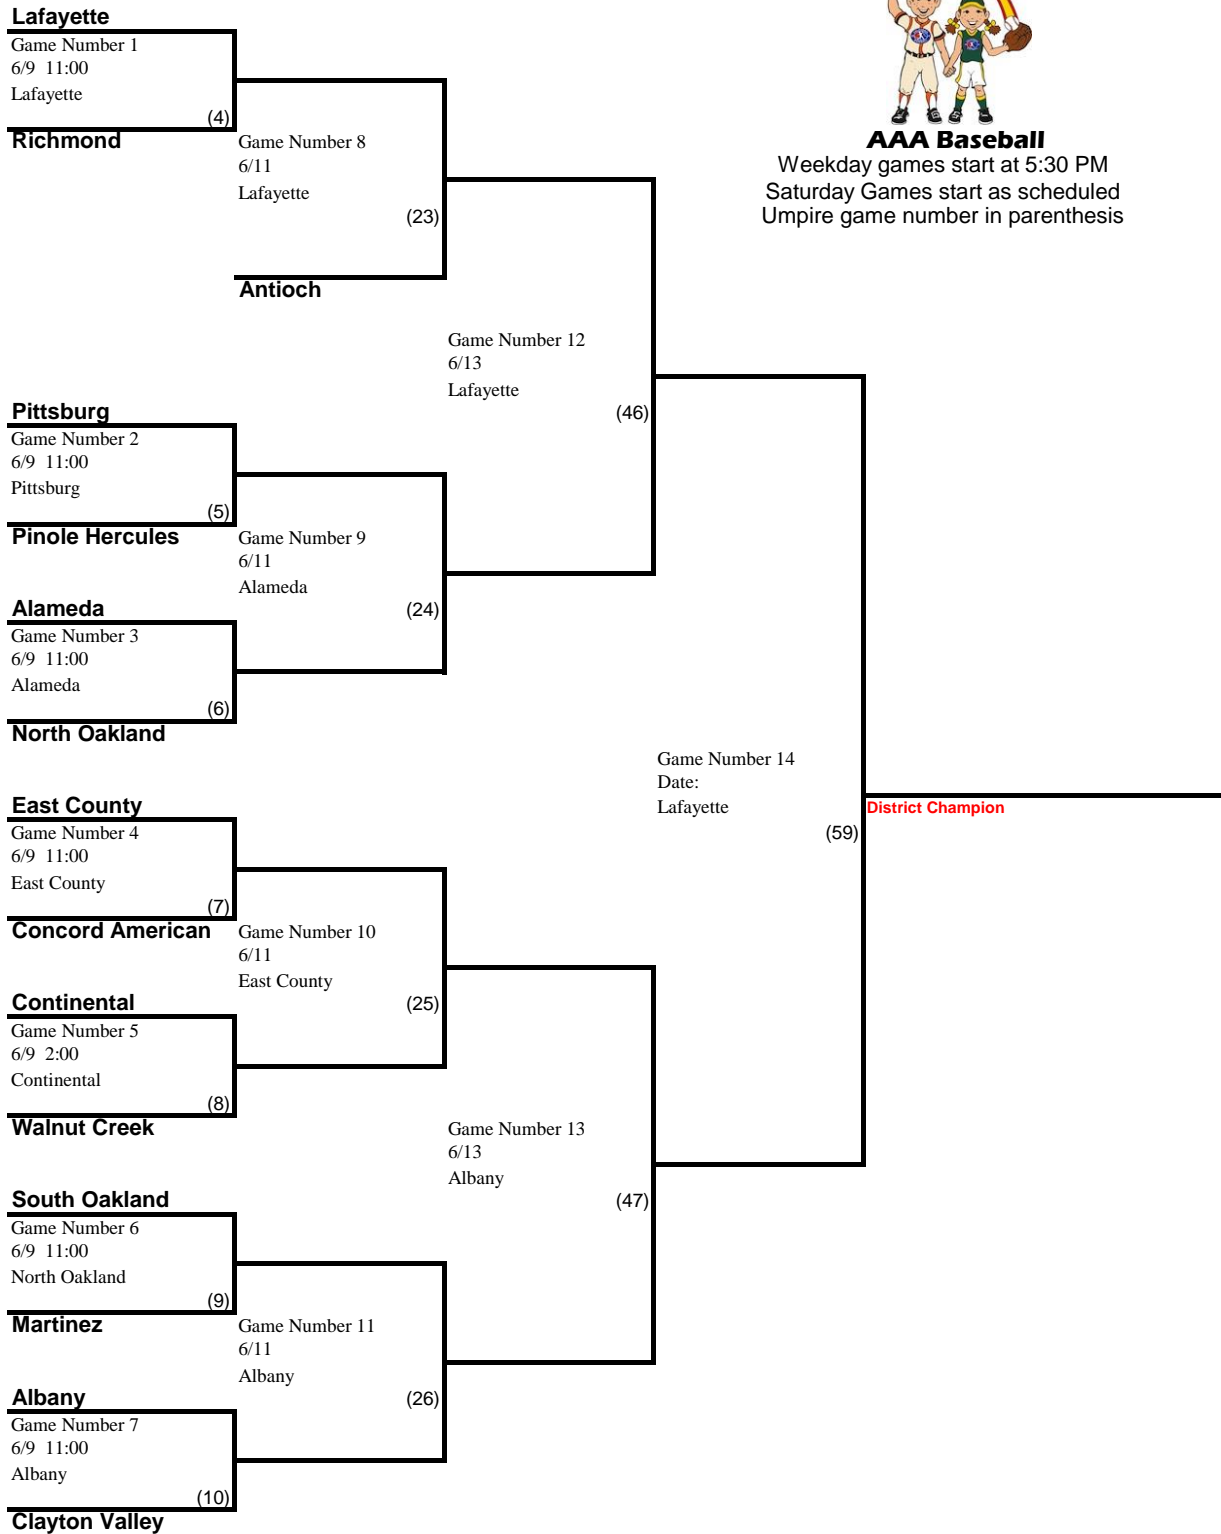 Lafayette
Game Number 1
6/9 11:00
Lafayette
(4)
Richmond
Game Number 8
6/11
Lafayette
(23)
Antioch
AAA Baseball
Weekday games start at 5:30 PM
Saturday Games start as scheduled
Umpire game number in parenthesis
Game Number 12
6/13
Lafayette
(46)
Pittsburg
Game Number 2
6/9 11:00
Pittsburg
(5)
Pinole Hercules
Game Number 9
6/11
Alameda
(24)
Alameda
Game Number 3
6/9 11:00
Alameda
(6)
North Oakland
Game Number 14
Date:
Lafayette
(59)
District Champion
East County
Game Number 4
6/9 11:00
East County
(7)
Concord American
Game Number 10
6/11
East County
(25)
Continental
Game Number 5
6/9 2:00
Continental
(8)
Walnut Creek
Game Number 13
6/13
Albany
(47)
South Oakland
Game Number 6
6/9 11:00
North Oakland
(9)
Martinez
Game Number 11
6/11
Albany
(26)
Albany
Game Number 7
6/9 11:00
Albany
(10)
Clayton Valley